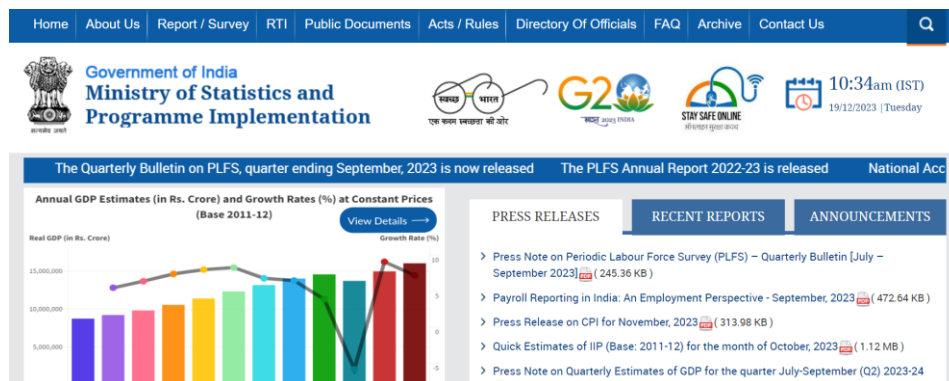 Home About Us Report / Survey RTI Public Documents Acts / Rules Directory Of Officials FAQ Archive Contact Us
सत्यमेव जयते
Government of India
Ministry of Statistics and
Programme Implementation
स्वच्छ भारत
एक कदम स्वच्छता की ओर
G20
भारत 2023 INDIA
STAY SAFE ONLINE
10:34am (IST)
19/12/2023 | Tuesday
The Quarterly Bulletin on PLFS, quarter ending September, 2023 is now released The PLFS Annual Report 2022-23 is released National Acc
Annual GDP Estimates (in Rs. Crore) and Growth Rates (%) at Constant Prices
(Base 2011-12)
View Details
Real GDP (in Rs. Crore) Growth Rate (%)
15,000,000
10,000,000
5,000,000
10
5
0
-5
PRESS RELEASES RECENT REPORTS ANNOUNCEMENTS
Press Note on Periodic Labour Force Survey (PLFS) – Quarterly Bulletin [July –
September 2023] PDF ( 245.36 KB )
Payroll Reporting in India: An Employment Perspective - September, 2023 PDF ( 472.64 KB )
Press Release on CPI for November, 2023 PDF ( 313.98 KB )
Quick Estimates of IIP (Base: 2011-12) for the month of October, 2023 PDF ( 1.12 MB )
Press Note on Quarterly Estimates of GDP for the quarter July-September (Q2) 2023-24